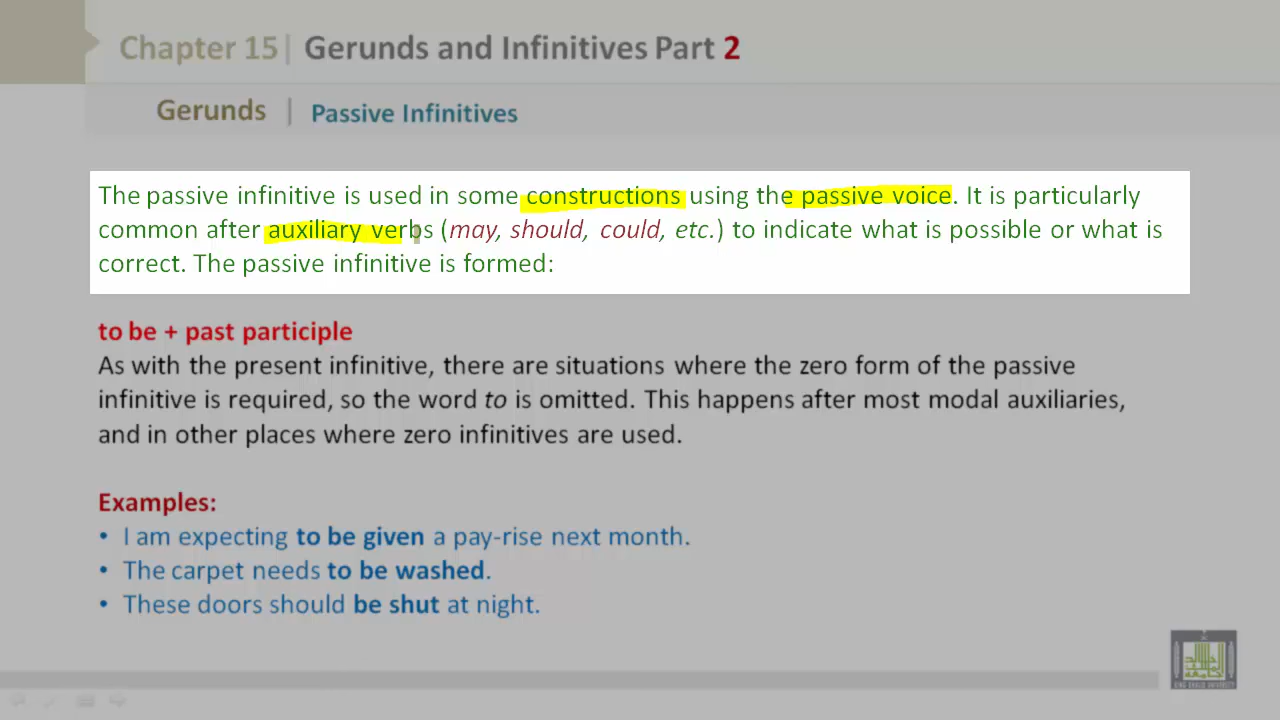 Chapter 15| Gerunds and Infinitives Part 2
Gerunds | Passive Infinitives
The passive infinitive is used in some constructions using the passive voice. It is particularly
common after auxiliary verbs (may, should, could, etc.) to indicate what is possible or what is
correct. The passive infinitive is formed:
to be + past participle
As with the present infinitive, there are situations where the zero form of the passive
infinitive is required, so the word to is omitted. This happens after most modal auxiliaries,
and in other places where zero infinitives are used.
Examples:
• I am expecting to be given a pay-rise next month.
• The carpet needs to be washed.
• These doors should be shut at night.
KING KHALID UNIVERSITY